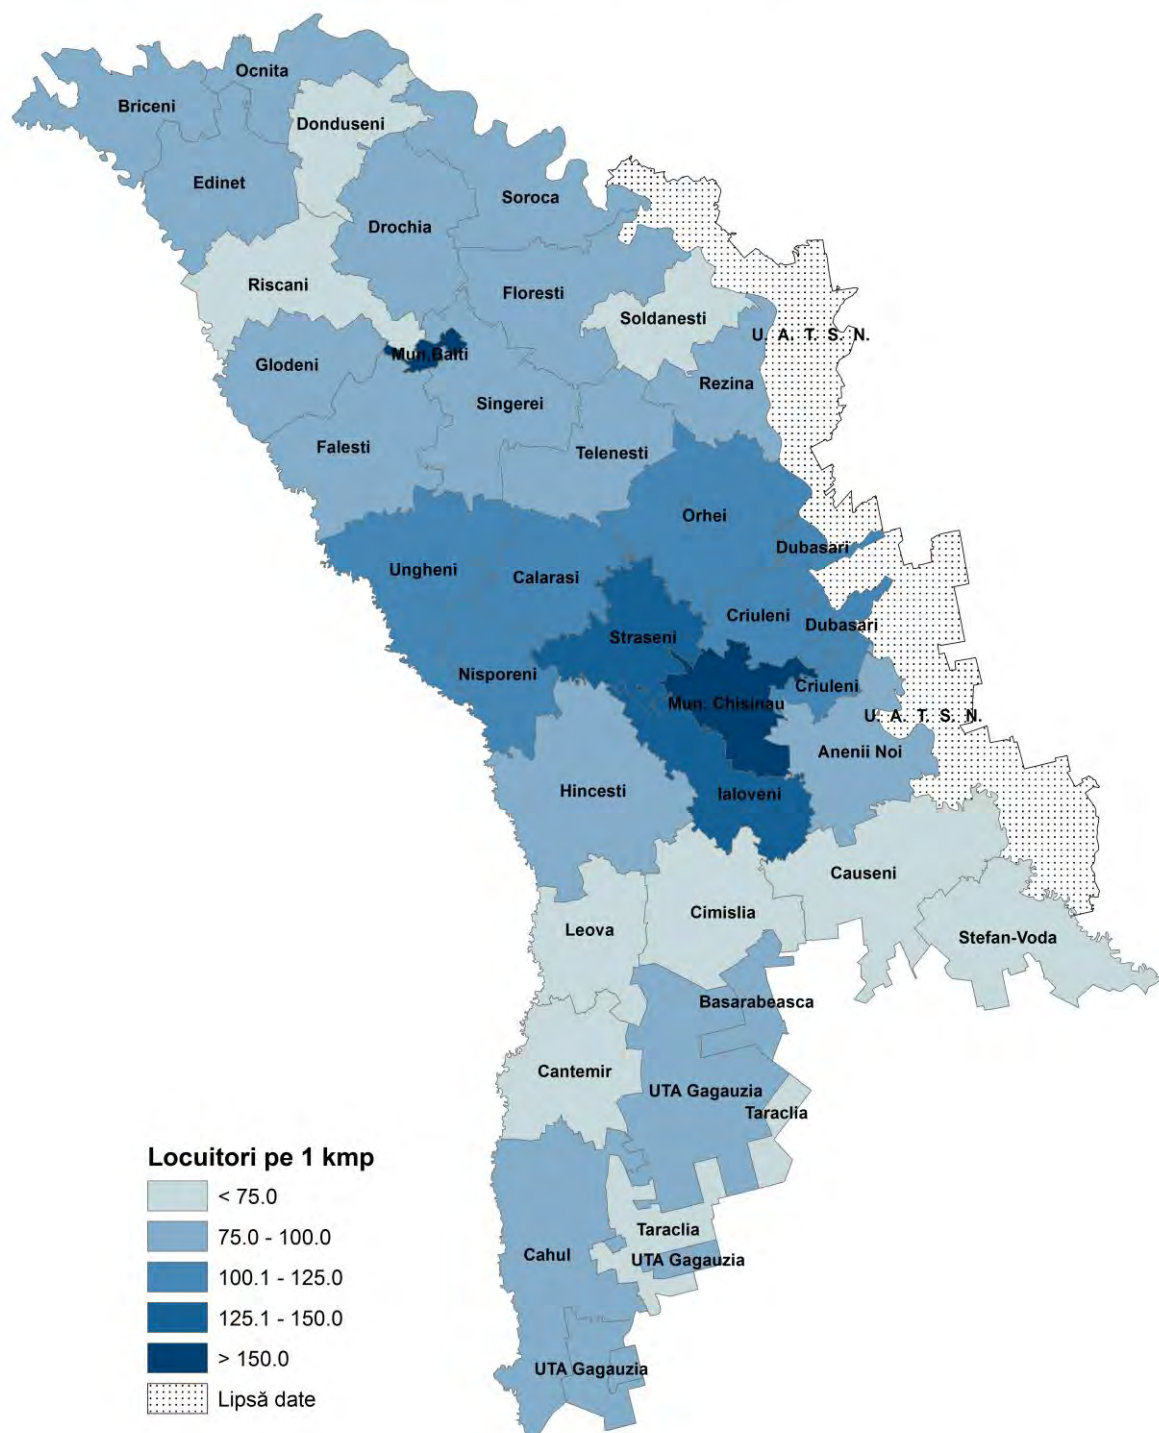 Ocnita
Briceni
Donduseni
Edinet
Soroca
Drochia
Riscani
Floresti
Soldanesti
U. A. T. S. N.
Mun.Balti
Glodeni
Rezina
Singerei
Falesti
Telenesti
Orhei
Dubasari
Ungheni
Calarasi
Criuleni
Dubasari
Straseni
Nisporeni
Criuleni
Mun. Chisinau
U. A. T. S. N.
Anenii Noi
Hincesti
Ialoveni
Causeni
Cimislia
Leova
Stefan-Voda
Basarabeasca
Cantemir
UTA Gagauzia
Taraclia
Locuitori pe 1 kmp
< 75.0
75.0 - 100.0
100.1 - 125.0
125.1 - 150.0
> 150.0
Lipsă date
Taraclia
Cahul
UTA Gagauzia
UTA Gagauzia